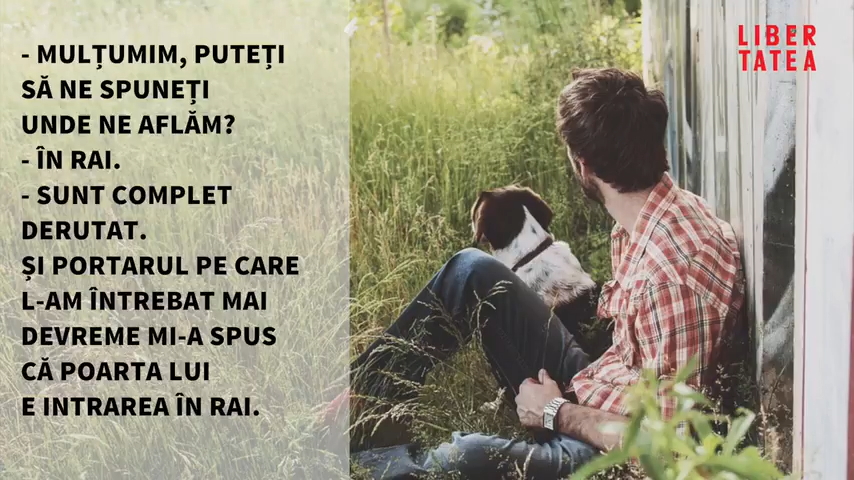 - MULȚUMIM, PUTEȚI
SĂ NE SPUNEȚI
UNDE NE AFLĂM?
- ÎN RAI.
- SUNT COMPLET
DERUTAT.
ȘI PORTARUL PE CARE
L-AM ÎNTREBAT MAI
DEVREME MI-A SPUS
CĂ POARTA LUI
E INTRAREA ÎN RAI.
LIBER
TATEA